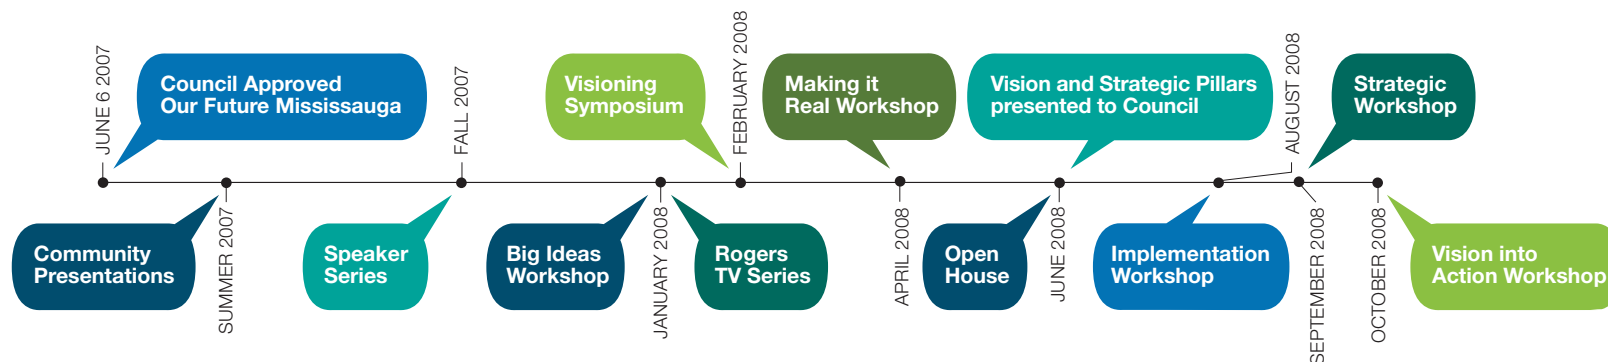 JUNE 6 2007
Council Approved
Our Future Mississauga
Community
Presentations
SUMMER 2007
FALL 2007
Speaker
Series
Big Ideas
Workshop
JANUARY 2008
Rogers
TV Series
Visioning
Symposium
FEBRUARY 2008
Making it
Real Workshop
APRIL 2008
Vision and Strategic Pillars
presented to Council
Open
House
JUNE 2008
AUGUST 2008
Implementation
Workshop
Strategic
Workshop
SEPTEMBER 2008
OCTOBER 2008
Vision into
Action Workshop